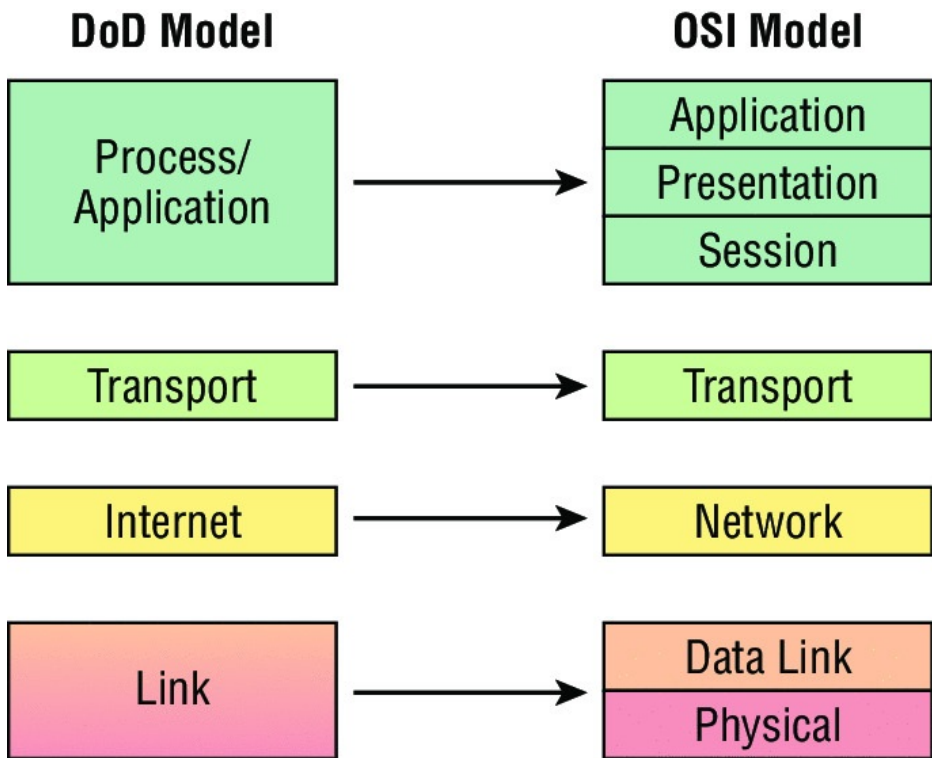 DoD Model
OSI Model
Process/
Application
Application
Presentation
Session
Transport
Transport
Internet
Network
Link
Data Link
Physical